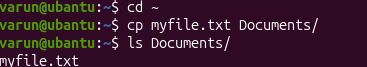 varun@ubantu:~$ cd ~
varun@ubantu:~$ cp myfile.txt Documents/
varun@ubantu:~$ ls Documents/
myfile.txt